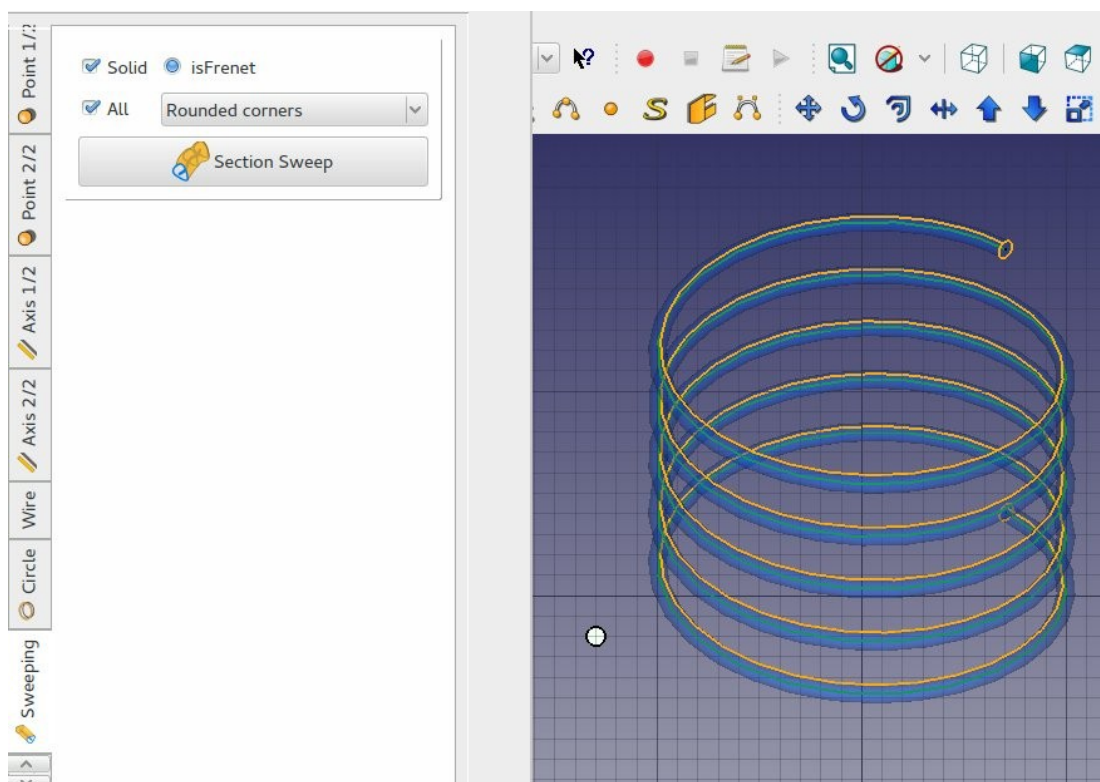 Point 1/2
Point 2/2
Axis 1/2
Axis 2/2
Wire
Circle
Sweeping
Solid
isFrenet
All
Rounded corners
Section Sweep